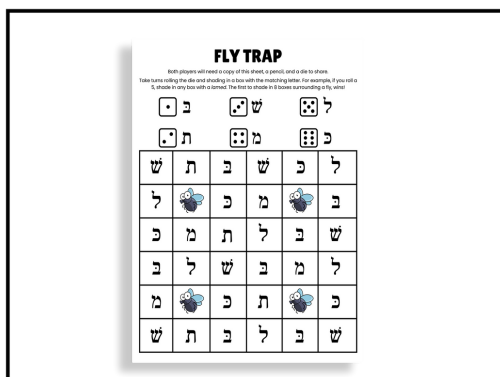 FLY TRAP
Both players will need a copy of this sheet, a pencil, and a die to share.
Take turns rolling the die and shading in a box with the matching letter. For example, if you roll a
5, shade in any box with a lamed. The first to shade in 8 boxes surrounding a fly, wins!
בּ שׁ ל
ת מ כּ
שׁ ת בּ שׁ כּ ל
ל כּ מ בּ
כּ מ ת ל בּ שׁ
בּ ל שׁ בּ מ ל
מ כּ ת כּ
שׁ ת בּ ל בּ שׁ